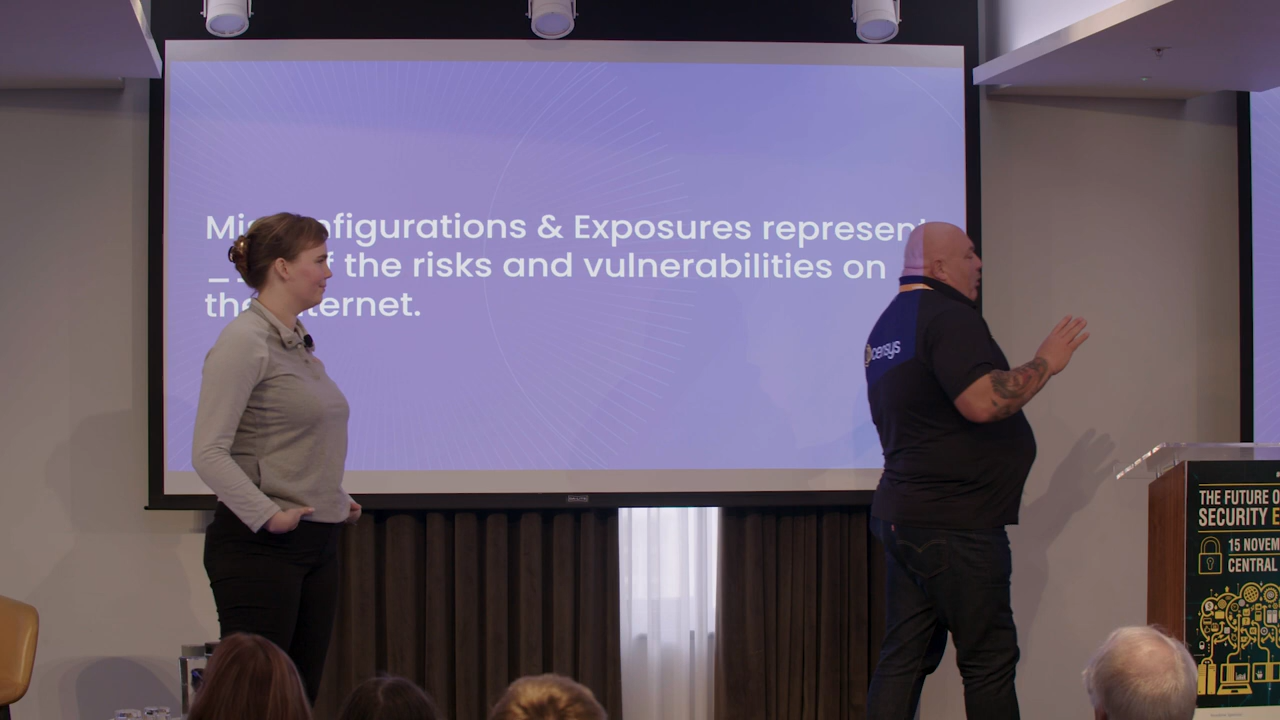 Misconfigurations & Exposures represent
of the risks and vulnerabilities on
the Internet.
censys
THE FUTURE O
SECURITY E
15 NOVEM
CENTRAL